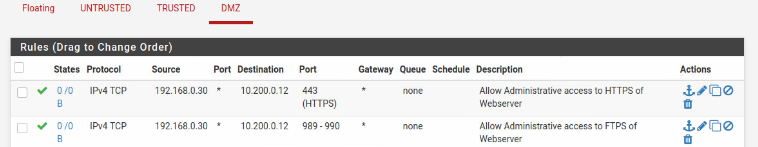 Floating UNTRUSTED TRUSTED DMZ
Rules (Drag to Change Order)
States Protocol Source Port Destination Port Gateway Queue Schedule Description Actions
0 /0 IPv4 TCP 192.168.0.30 * 10.200.0.12 443 * none Allow Administrative access to HTTPS of
B (HTTPS) Webserver
0 /0 IPv4 TCP 192.168.0.30 * 10.200.0.12 989 - 990 * none Allow Administrative access to FTPS of
B Webserver